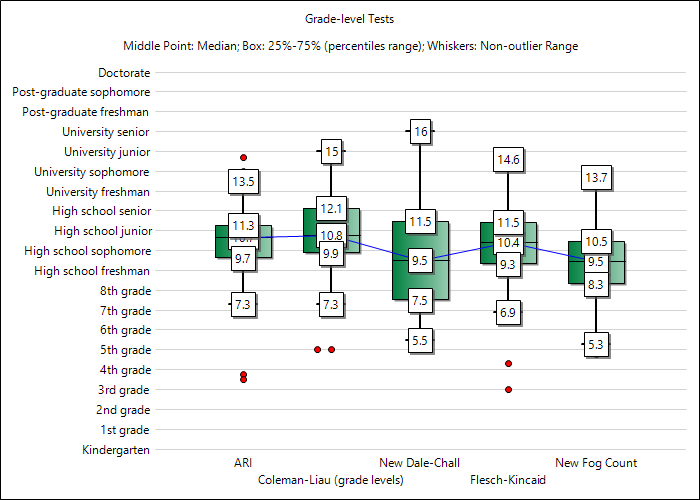 Grade-level Tests
Middle Point: Median; Box: 25%-75% (percentiles range); Whiskers: Non-outlier Range
Doctorate
Post-graduate sophomore
Post-graduate freshman
University senior
University junior
University sophomore
University freshman
High school senior
High school junior
High school sophomore
High school freshman
8th grade
7th grade
6th grade
5th grade
4th grade
3rd grade
2nd grade
1st grade
Kindergarten
13.5
11.3
9.7
7.3
15
12.1
10.8
9.9
7.3
16
11.5
9.5
7.5
5.5
14.6
11.5
10.4
9.3
6.9
13.7
10.5
9.5
8.3
5.3
ARI
Coleman-Liau (grade levels)
New Dale-Chall
Flesch-Kincaid
New Fog Count